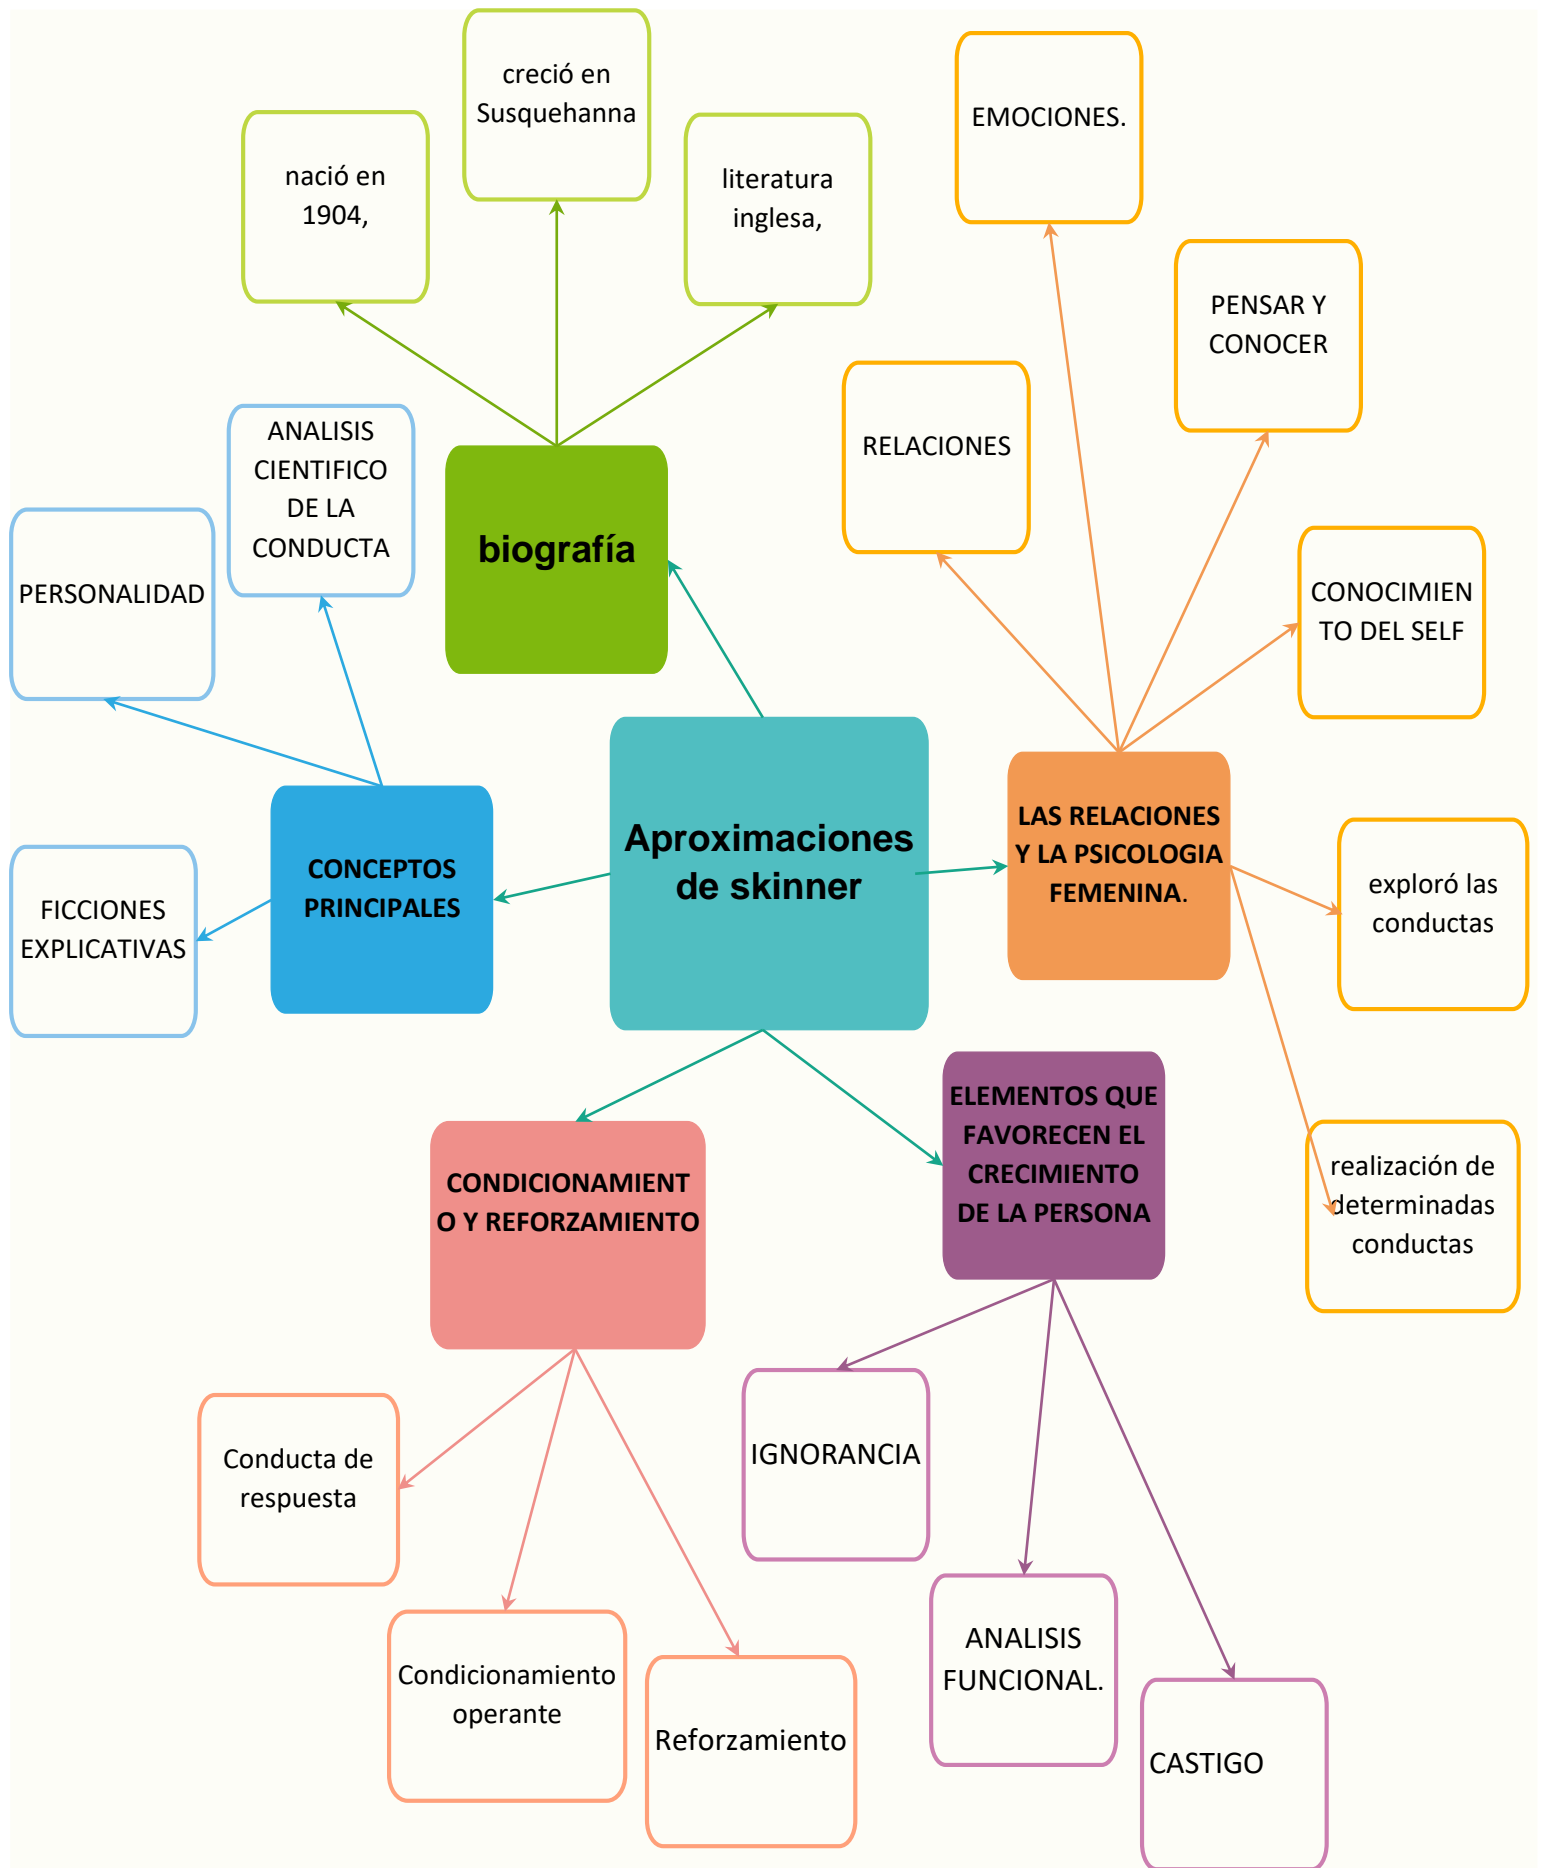 creció en
Susquehanna
nació en
1904,
literatura
inglesa,
EMOCIONES.
PENSAR Y
CONOCER
RELACIONES
CONOCIMIEN
TO DEL SELF
ANALISIS
CIENTIFICO
DE LA
CONDUCTA
PERSONALIDAD
biografía
FICCIONES
EXPLICATIVAS
CONCEPTOS
PRINCIPALES
Aproximaciones
de skinner
LAS RELACIONES
Y LA PSICOLOGIA
FEMENINA.
exploró las
conductas
realización de
determinadas
conductas
CONDICIONAMIENT
O Y REFORZAMIENTO
ELEMENTOS QUE
FAVORECEN EL
CRECIMIENTO
DE LA PERSONA
Conducta de
respuesta
Condicionamiento
operante
Reforzamiento
IGNORANCIA
ANALISIS
FUNCIONAL.
CASTIGO